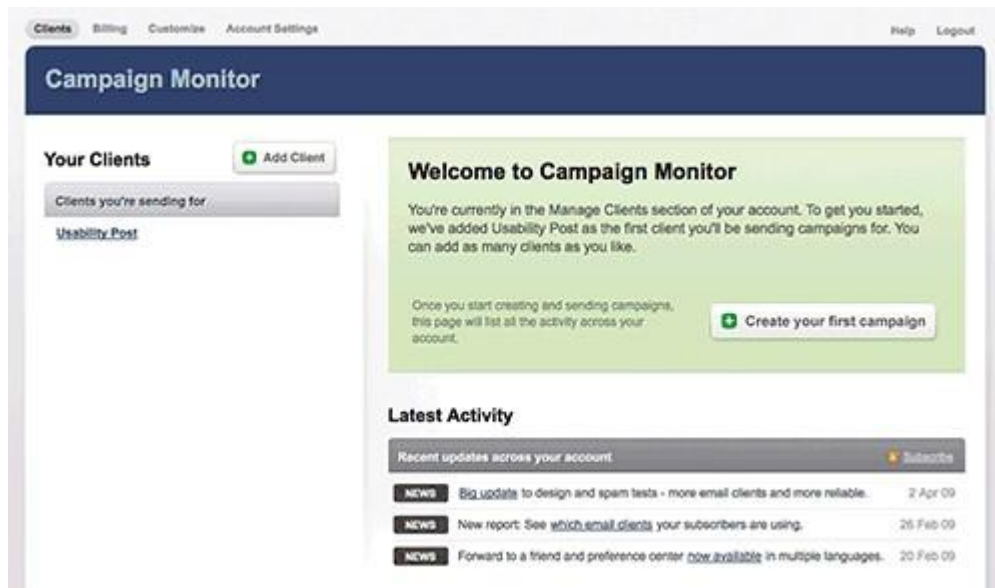 Clients Billing Customize Account Settings Help Logout
Campaign Monitor
Your Clients
Add Client
Clients you're sending for
Usability Post
Welcome to Campaign Monitor
You're currently in the Manage Clients section of your account. To get you started,
we've added Usability Post as the first client you'll be sending campaigns for. You
can add as many clients as you like.
Once you start creating and sending campaigns,
this page will list all the activity across your
account.
Create your first campaign
Latest Activity
Recent updates across your account Subscribe
NEWS Big update to design and spam tests - more email clients and more reliable. 2 Apr 09
NEWS New report: See which email clients your subscribers are using. 26 Feb 09
NEWS Forward to a friend and preference center now available in multiple languages. 20 Feb 09